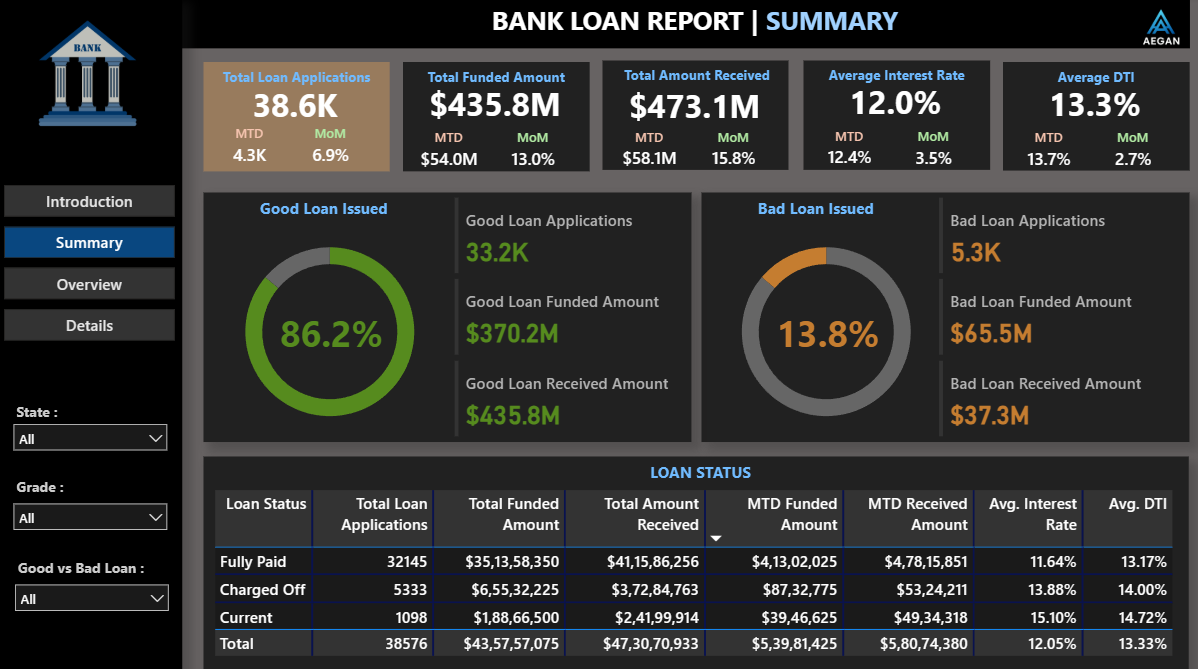 BANK LOAN REPORT | SUMMARY
AEGAN
BANK
Introduction
Summary
Overview
Details
State :
All
Grade :
All
Good vs Bad Loan :
All
Total Loan Applications
38.6K
MTD MoM
4.3K 6.9%
Total Funded Amount
$435.8M
MTD MoM
$54.0M 13.0%
Total Amount Received
$473.1M
MTD MoM
$58.1M 15.8%
Average Interest Rate
12.0%
MTD MoM
12.4% 3.5%
Average DTI
13.3%
MTD MoM
13.7% 2.7%
Good Loan Issued
86.2%
Good Loan Applications
33.2K
Good Loan Funded Amount
$370.2M
Good Loan Received Amount
$435.8M
Bad Loan Issued
13.8%
Bad Loan Applications
5.3K
Bad Loan Funded Amount
$65.5M
Bad Loan Received Amount
$37.3M
LOAN STATUS
Loan Status Total Loan Total Funded Total Amount MTD Funded MTD Received Avg. Interest Avg. DTI
Applications Amount Received Amount Amount Rate
Fully Paid 32145 $35,13,58,350 $41,15,86,256 $4,13,02,025 $4,78,15,851 11.64% 13.17%
Charged Off 5333 $6,55,32,225 $3,72,84,763 $87,32,775 $53,24,211 13.88% 14.00%
Current 1098 $1,88,66,500 $2,41,99,914 $39,46,625 $49,34,318 15.10% 14.72%
Total 38576 $43,57,57,075 $47,30,70,933 $5,39,81,425 $5,80,74,380 12.05% 13.33%